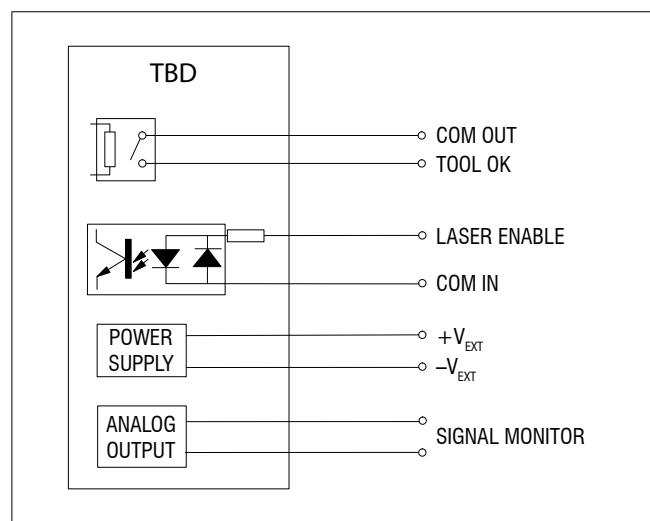 TBD
COM OUT
TOOL OK
LASER ENABLE
COM IN
POWER
SUPPLY
+VEXT
–VEXT
ANALOG
OUTPUT
SIGNAL MONITOR